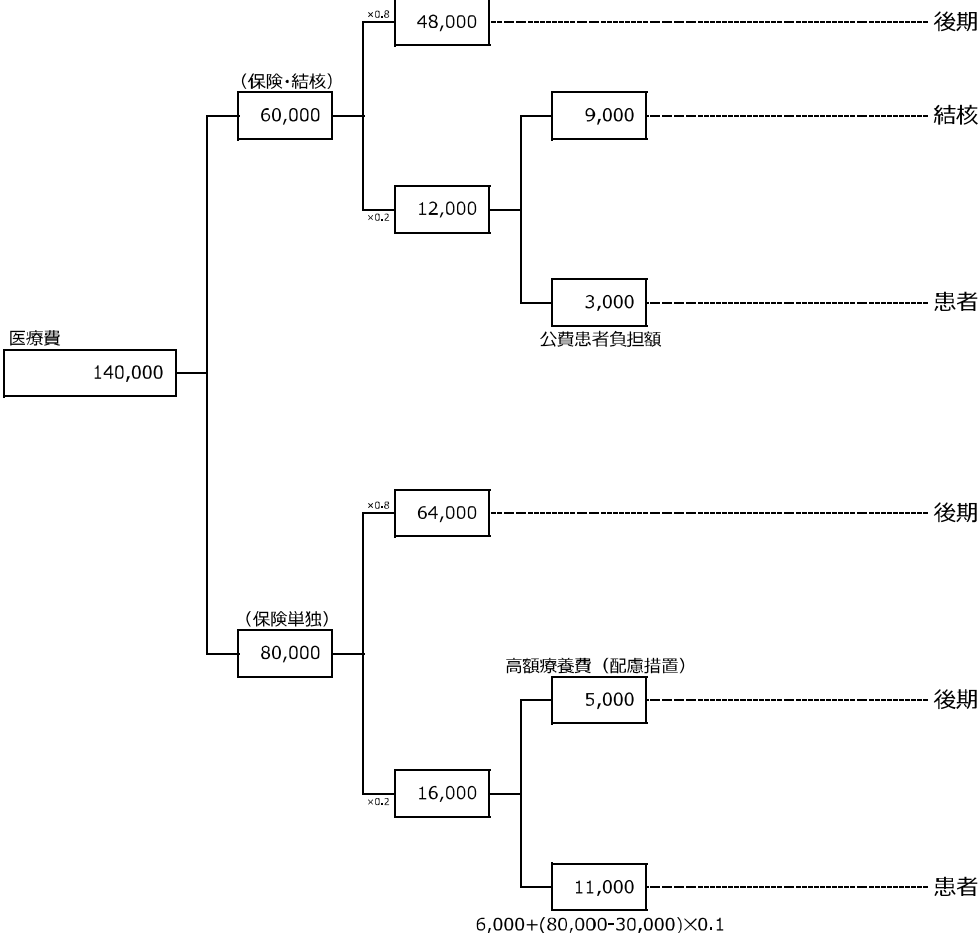 ×0.8
48,000
後期
(保険・結核)
60,000
9,000
結核
×0.2
12,000
3,000
患者
公費患者負担額
医療費
140,000
×0.8
64,000
後期
(保険単独)
80,000
高額療養費 (配慮措置)
5,000
後期
×0.2
16,000
11,000
患者
6,000+(80,000-30,000)×0.1